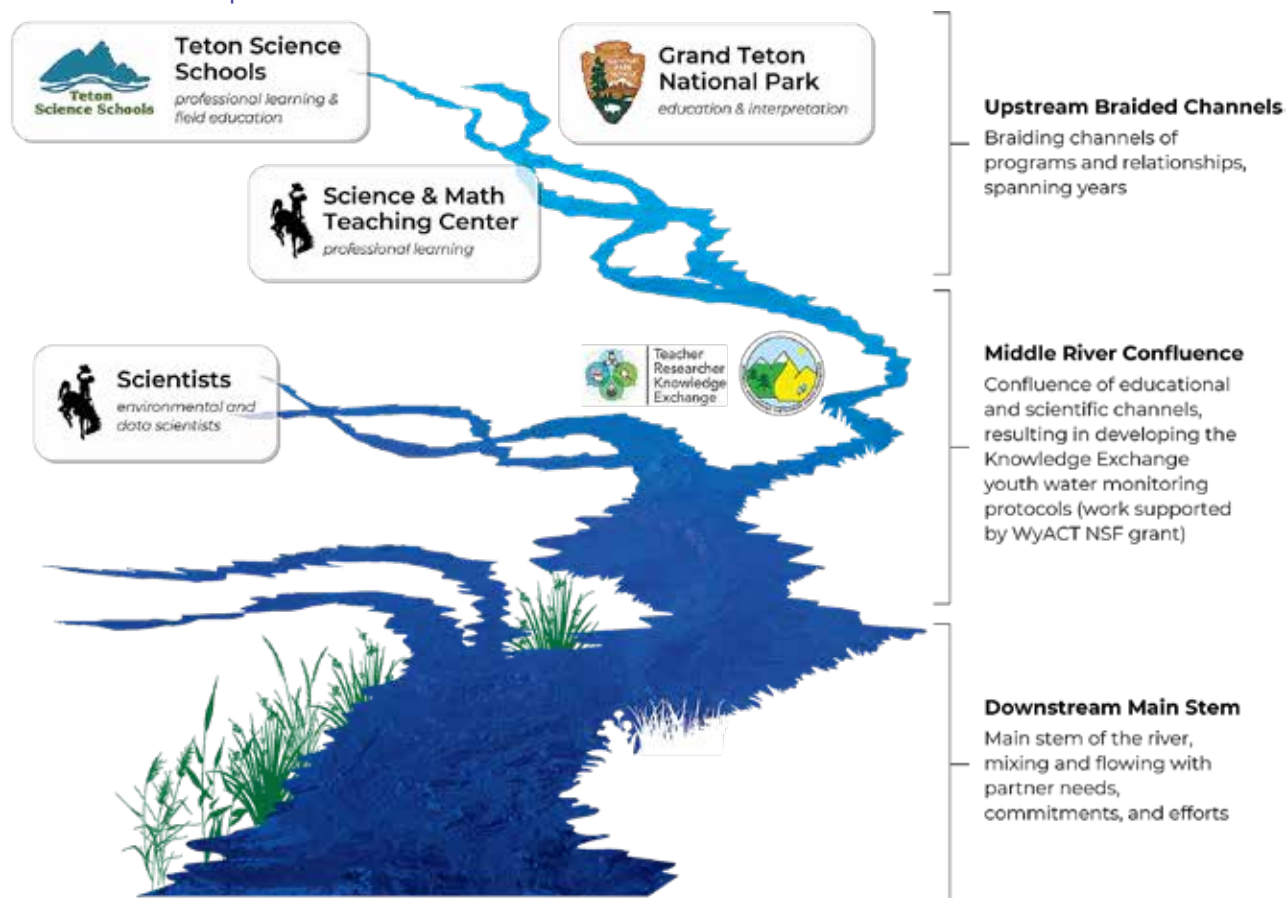 Teton Science
Schools
professional learning &
field education
Teton
Science Schools
Grand Teton
National Park
education & interpretation
Science & Math
Teaching Center
professional learning
Upstream Braided Channels
Braiding channels of
programs and relationships,
spanning years
Teacher
Researcher
Knowledge
Exchange
Scientists
environmental and
data scientists
Middle River Confluence
Confluence of educational
and scientific channels,
resulting in developing the
Knowledge Exchange
youth water monitoring
protocols (work supported
by WyACT NSF grant)
Downstream Main Stem
Main stem of the river,
mixing and flowing with
partner needs,
commitments, and efforts